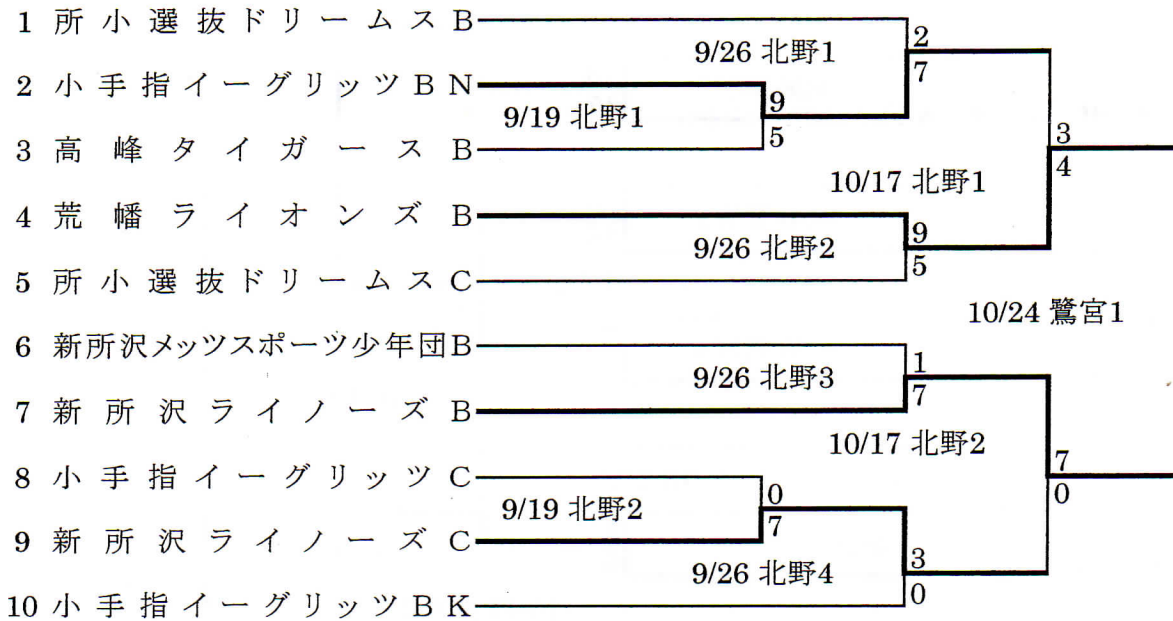 1 所小選抜ドリームスB
2
9/26 北野1
7
2 小手指イーグリッツBN
9
9/19 北野1
5
3 高峰タイガースB
3
4
10/17 北野1
4 荒幡ライオンズB
9
9/26 北野2
5
5 所小選抜ドリームスC
10/24 鷺宮1
6 新所沢メッツスポーツ少年団B
1
9/26 北野3
7
7 新所沢ライノーズB
10/17 北野2
7
0
8 小手指イーグリッツC
0
9/19 北野2
7
9 新所沢ライノーズC
3
9/26 北野4
0
10 小手指イーグリッツBK